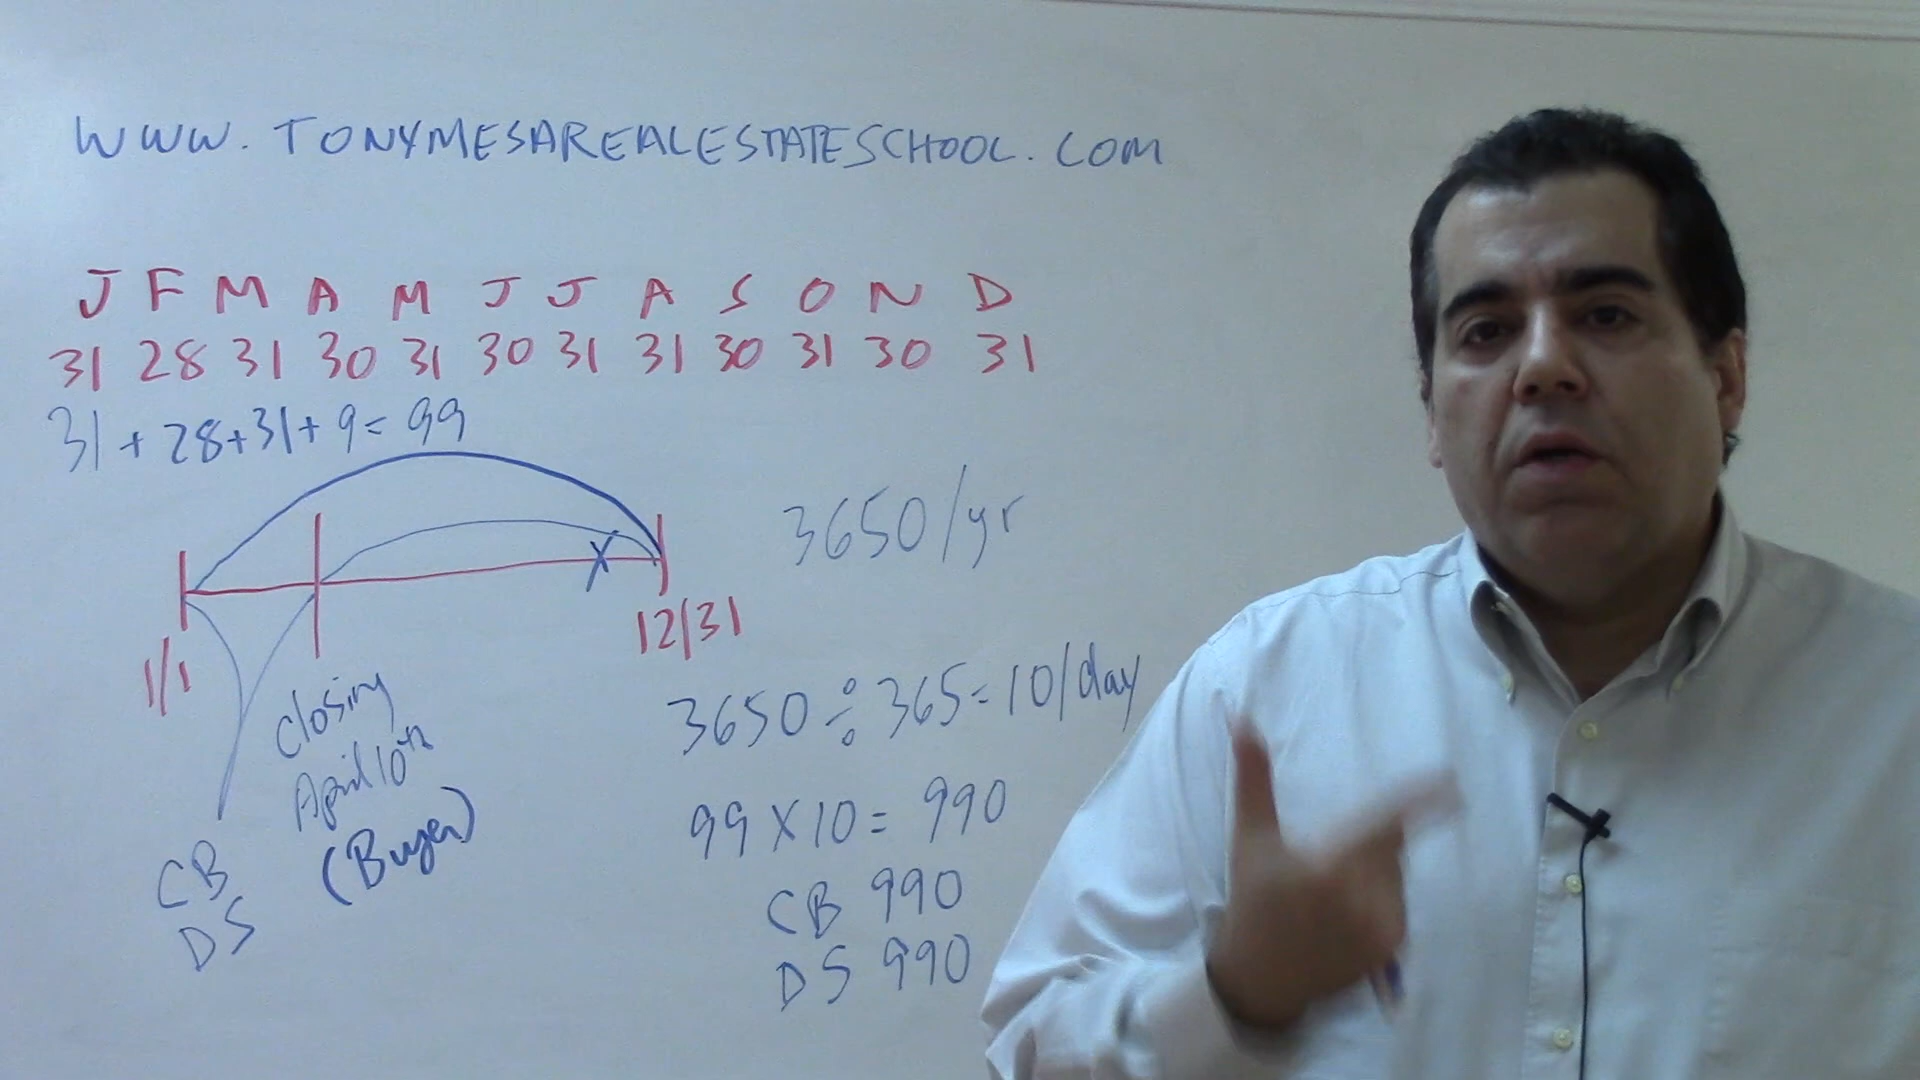 WWW.TONYMESAREALESTATESCHOOL.COM
J F M A M J J A S O N D
31 28 31 30 31 30 31 31 30 31 30 31
31+28+31+9=99
X
3650/yr
1/1
12/31
closing
April 10th
(Buyer)
CB
DS
3650÷365=10/day
99X10=990
CB 990
DS 990